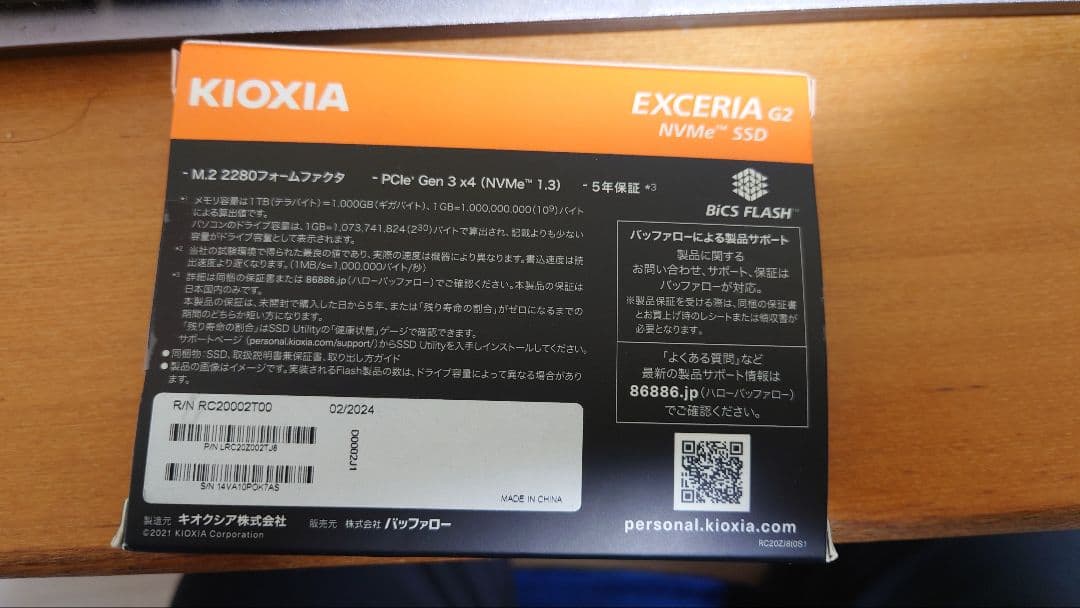 KIOXIA
EXCERIA G2
NVMe™ SSD
- M.2 2280フォームファクタ - PCIe® Gen 3 x4 (NVMe™ 1.3) - 5年保証 *3
BiCS FLASH™
*1 メモリ容量は1TB(テラバイト)=1,000GB(ギガバイト)、1GB=1,000,000,000(10⁹)バイト
による算出値です。
パソコンのドライブ容量は、1GB=1,073,741,824(2³⁰)バイトで算出され、記載よりも少ない
容量がドライブ容量として表示されます。
*2 当社の試験環境で得られた最良の値であり、実際の速度は機器により異なります。書込速度は読
出速度より遅くなります。(1MB/s=1,000,000バイト/秒)
*3 詳細は同梱の保証書または 86886.jp(ハローバッファロー)でご確認ください。本製品の保証は
日本国内のみです。
本製品の保証は、未開封で購入した日から5年、または「残り寿命の割合」がゼロになるまでの
期間のどちらか短い方になります。
「残り寿命の割合」はSSD Utilityの「健康状態」ゲージで確認できます。
サポートページ (personal.kioxia.com/support/)からSSD Utilityを入手しインストールしてください。
●同梱物:SSD、取扱説明書兼保証書、取り出し方ガイド
●製品の画像はイメージです。実装されるFlash製品の数は、ドライブ容量によって異なる場合があり
ます。
バッファローによる製品サポート
製品に関する
お問い合わせ、サポート、保証は
バッファローが対応。
※製品保証を受ける際は、同梱の保証書
とお買上げ時のレシートまたは領収書が
必要となります。
「よくある質問」など
最新の製品サポート情報は
86886.jp(ハローバッファロー)
でご確認ください。
R/N RC20002T00 02/2024
P/N LRC20Z002TJ8
D0002J1
S/N 14VA10POK7AS
MADE IN CHINA
製造元 キオクシア株式会社 販売元 株式会社 バッファロー
©2021 KIOXIA Corporation
personal.kioxia.com
RC20ZJ8(0S1